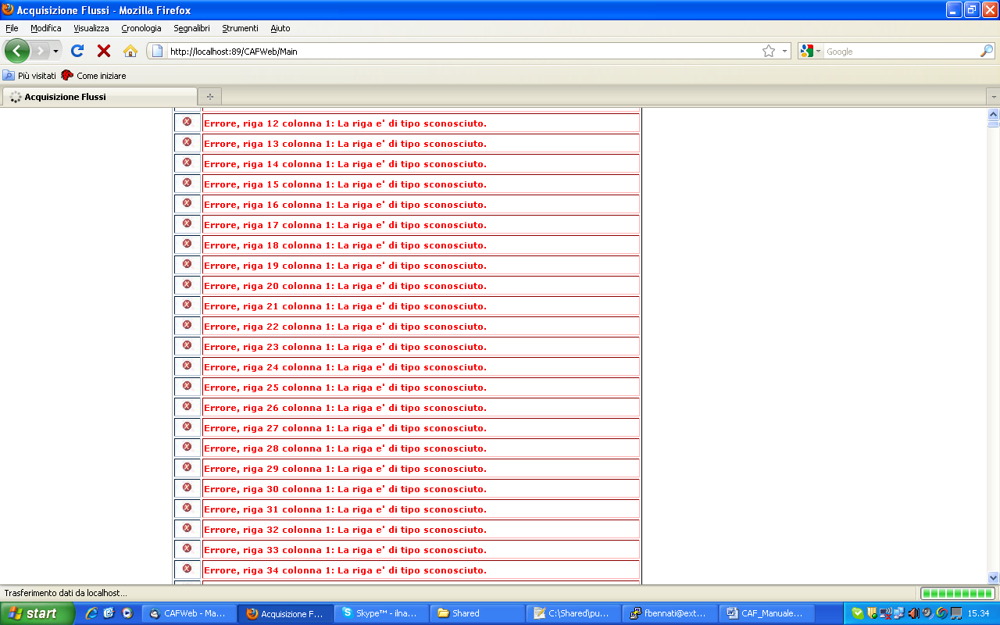 Acquisizione Flussi - Mozilla Firefox
File Modifica Visualizza Cronologia Segnalibri Strumenti Aiuto
http://localhost:89/CAFWeb/Main
Google
Più visitati Come iniziare
Acquisizione Flussi
Errore, riga 12 colonna 1: La riga e' di tipo sconosciuto.
Errore, riga 13 colonna 1: La riga e' di tipo sconosciuto.
Errore, riga 14 colonna 1: La riga e' di tipo sconosciuto.
Errore, riga 15 colonna 1: La riga e' di tipo sconosciuto.
Errore, riga 16 colonna 1: La riga e' di tipo sconosciuto.
Errore, riga 17 colonna 1: La riga e' di tipo sconosciuto.
Errore, riga 18 colonna 1: La riga e' di tipo sconosciuto.
Errore, riga 19 colonna 1: La riga e' di tipo sconosciuto.
Errore, riga 20 colonna 1: La riga e' di tipo sconosciuto.
Errore, riga 21 colonna 1: La riga e' di tipo sconosciuto.
Errore, riga 22 colonna 1: La riga e' di tipo sconosciuto.
Errore, riga 23 colonna 1: La riga e' di tipo sconosciuto.
Errore, riga 24 colonna 1: La riga e' di tipo sconosciuto.
Errore, riga 25 colonna 1: La riga e' di tipo sconosciuto.
Errore, riga 26 colonna 1: La riga e' di tipo sconosciuto.
Errore, riga 27 colonna 1: La riga e' di tipo sconosciuto.
Errore, riga 28 colonna 1: La riga e' di tipo sconosciuto.
Errore, riga 29 colonna 1: La riga e' di tipo sconosciuto.
Errore, riga 30 colonna 1: La riga e' di tipo sconosciuto.
Errore, riga 31 colonna 1: La riga e' di tipo sconosciuto.
Errore, riga 32 colonna 1: La riga e' di tipo sconosciuto.
Errore, riga 33 colonna 1: La riga e' di tipo sconosciuto.
Errore, riga 34 colonna 1: La riga e' di tipo sconosciuto.
Trasferimento dati da localhost...
start CAFWeb - Ma... Acquisizione F... Skype™ - ilna... Shared C:\Shared\pu... fbennati@ext... CAF_Manuale... 15.34